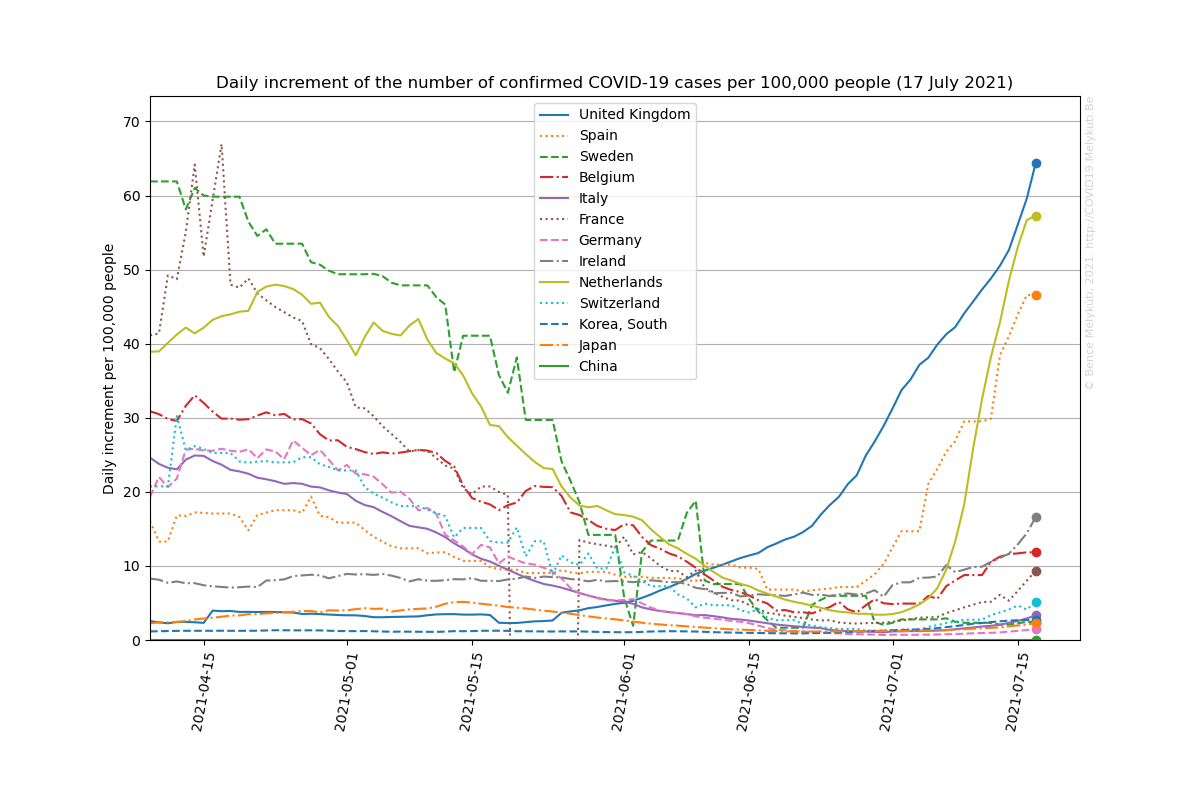 Daily increment of the number of confirmed COVID-19 cases per 100,000 people (17 July 2021)
Daily increment per 100,000 people
70
60
50
40
30
20
10
0
United Kingdom
Spain
Sweden
Belgium
Italy
France
Germany
Ireland
Netherlands
Switzerland
Korea, South
Japan
China
2021-04-15
2021-05-01
2021-05-15
2021-06-01
2021-06-15
2021-07-01
2021-07-15
© Bence Mélykúti, 2021 http://COVID19.Melykuti.Be